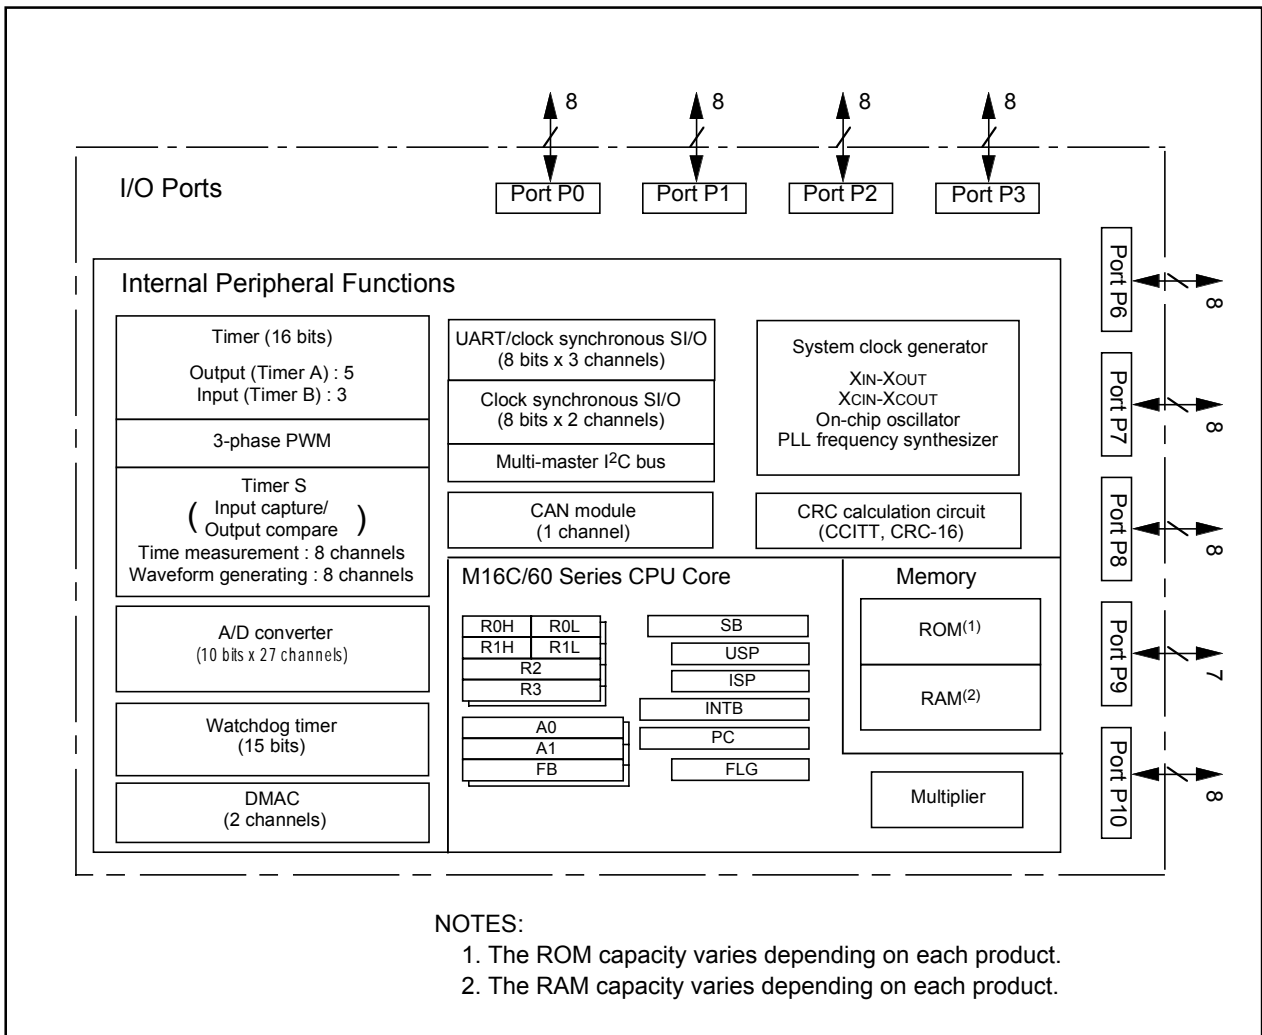 8
8
8
8
I/O Ports
Port P0
Port P1
Port P2
Port P3
Internal Peripheral Functions
Timer (16 bits)
Output (Timer A) : 5
Input (Timer B) : 3
3-phase PWM
Timer S
( Input capture/
Output compare )
Time measurement : 8 channels
Waveform generating : 8 channels
A/D converter
(10 bits x 27 channels)
Watchdog timer
(15 bits)
DMAC
(2 channels)
UART/clock synchronous SI/O
(8 bits x 3 channels)
Clock synchronous SI/O
(8 bits x 2 channels)
Multi-master I2C bus
CAN module
(1 channel)
System clock generator
XIN-XOUT
XCIN-XCOUT
On-chip oscillator
PLL frequency synthesizer
CRC calculation circuit
(CCITT, CRC-16)
M16C/60 Series CPU Core
R0H
R0L
R1H
R1L
R2
R3
A0
A1
FB
SB
USP
ISP
INTB
PC
FLG
Memory
ROM(1)
RAM(2)
Multiplier
Port P6
8
Port P7
8
Port P8
8
Port P9
7
Port P10
8
NOTES:
1. The ROM capacity varies depending on each product.
2. The RAM capacity varies depending on each product.